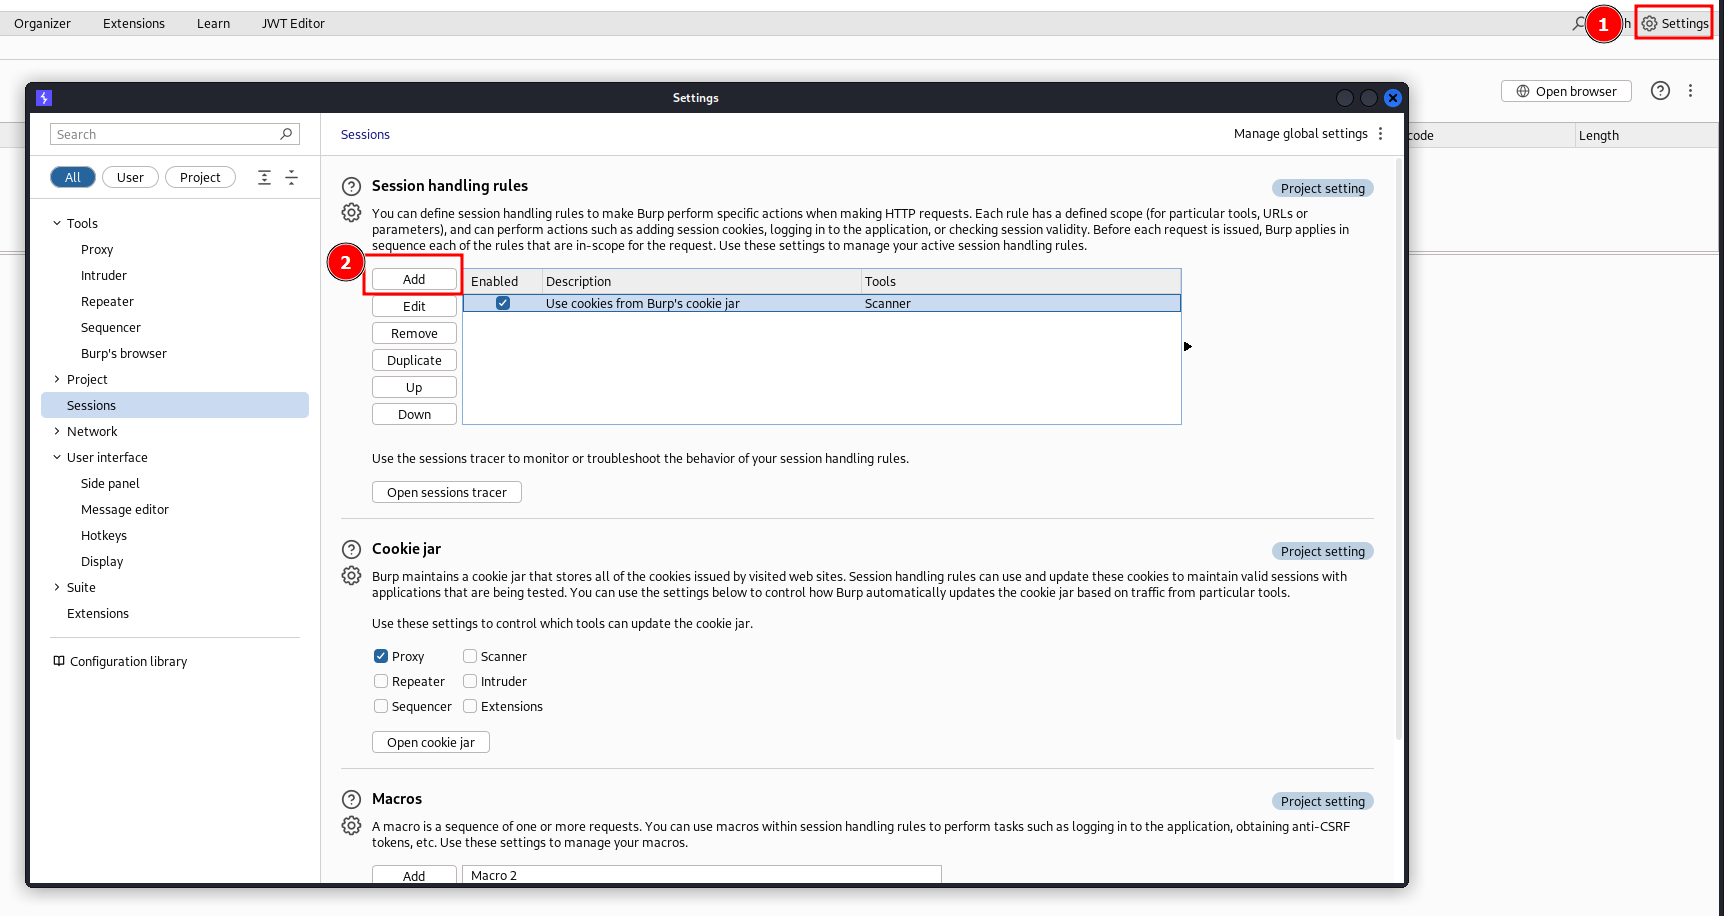 Organizer Extensions Learn JWT Editor 1 h Settings
Open browser
code Length
Settings
Search
All User Project
Tools
Proxy
Intruder
Repeater
Sequencer
Burp's browser
Project
Sessions
Network
User interface
Side panel
Message editor
Hotkeys
Display
Suite
Extensions
Configuration library
Sessions Manage global settings
Session handling rules Project setting
You can define session handling rules to make Burp perform specific actions when making HTTP requests. Each rule has a defined scope (for particular tools, URLs or
parameters), and can perform actions such as adding session cookies, logging in to the application, or checking session validity. Before each request is issued, Burp applies in
sequence each of the rules that are in-scope for the request. Use these settings to manage your active session handling rules.
2 Add
Edit
Remove
Duplicate
Up
Down
Enabled Description Tools
Use cookies from Burp's cookie jar Scanner
Use the sessions tracer to monitor or troubleshoot the behavior of your session handling rules.
Open sessions tracer
Cookie jar Project setting
Burp maintains a cookie jar that stores all of the cookies issued by visited web sites. Session handling rules can use and update these cookies to maintain valid sessions with
applications that are being tested. You can use the settings below to control how Burp automatically updates the cookie jar based on traffic from particular tools.
Use these settings to control which tools can update the cookie jar.
Proxy Scanner
Repeater Intruder
Sequencer Extensions
Open cookie jar
Macros Project setting
A macro is a sequence of one or more requests. You can use macros within session handling rules to perform tasks such as logging in to the application, obtaining anti-CSRF
tokens, etc. Use these settings to manage your macros.
Add Macro 2